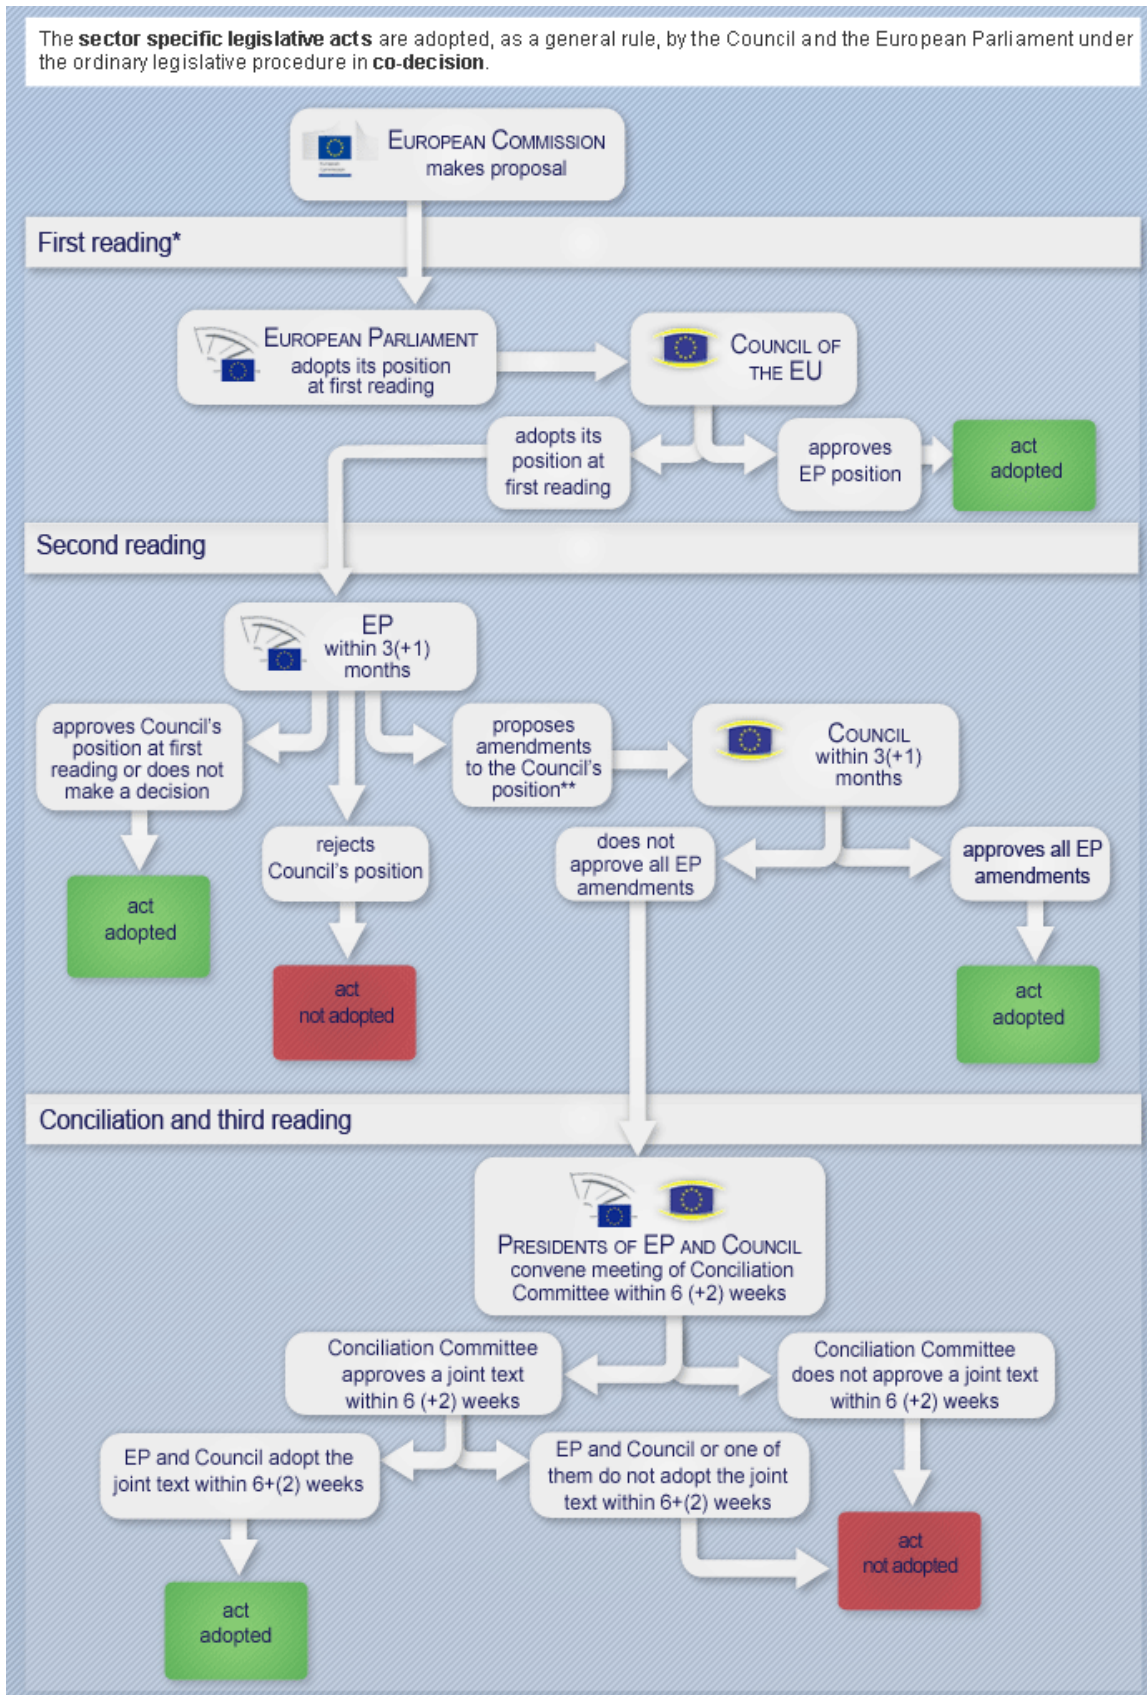 The sector specific legislative acts are adopted, as a general rule, by the Council and the European Parliament under
the ordinary legislative procedure in co-decision.
EUROPEAN COMMISSION
makes proposal
First reading*
EUROPEAN PARLIAMENT
adopts its position
at first reading
COUNCIL OF
THE EU
adopts its
position at
first reading
approves
EP position
act
adopted
Second reading
EP
within 3(+1)
months
approves Council's
position at first
reading or does not
make a decision
proposes
amendments
to the Council's
position**
COUNCIL
within 3(+1)
months
rejects
Council's position
does not
approve all EP
amendments
approves all EP
amendments
act
adopted
act
not adopted
act
adopted
Conciliation and third reading
PRESIDENTS OF EP AND COUNCIL
convene meeting of Conciliation
Committee within 6 (+2) weeks
Conciliation Committee
approves a joint text
within 6 (+2) weeks
Conciliation Committee
does not approve a joint text
within 6 (+2) weeks
EP and Council adopt the
joint text within 6+(2) weeks
EP and Council or one of
them do not adopt the joint
text within 6+(2) weeks
act
not adopted
act
adopted